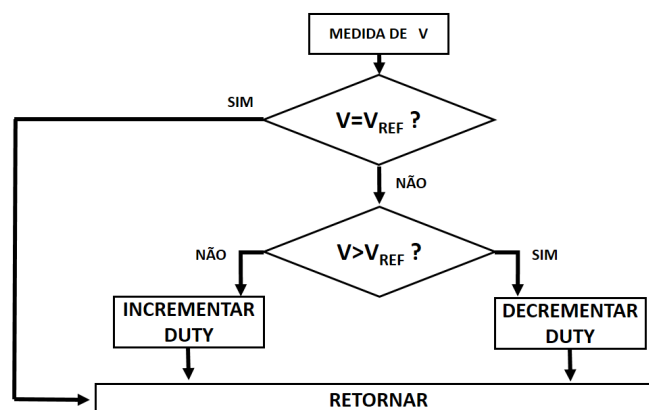 MEDIDA DE V
SIM
V=VREF ?
NÃO
V>VREF ?
NÃO
SIM
INCREMENTAR
DUTY
DECREMENTAR
DUTY
RETORNAR